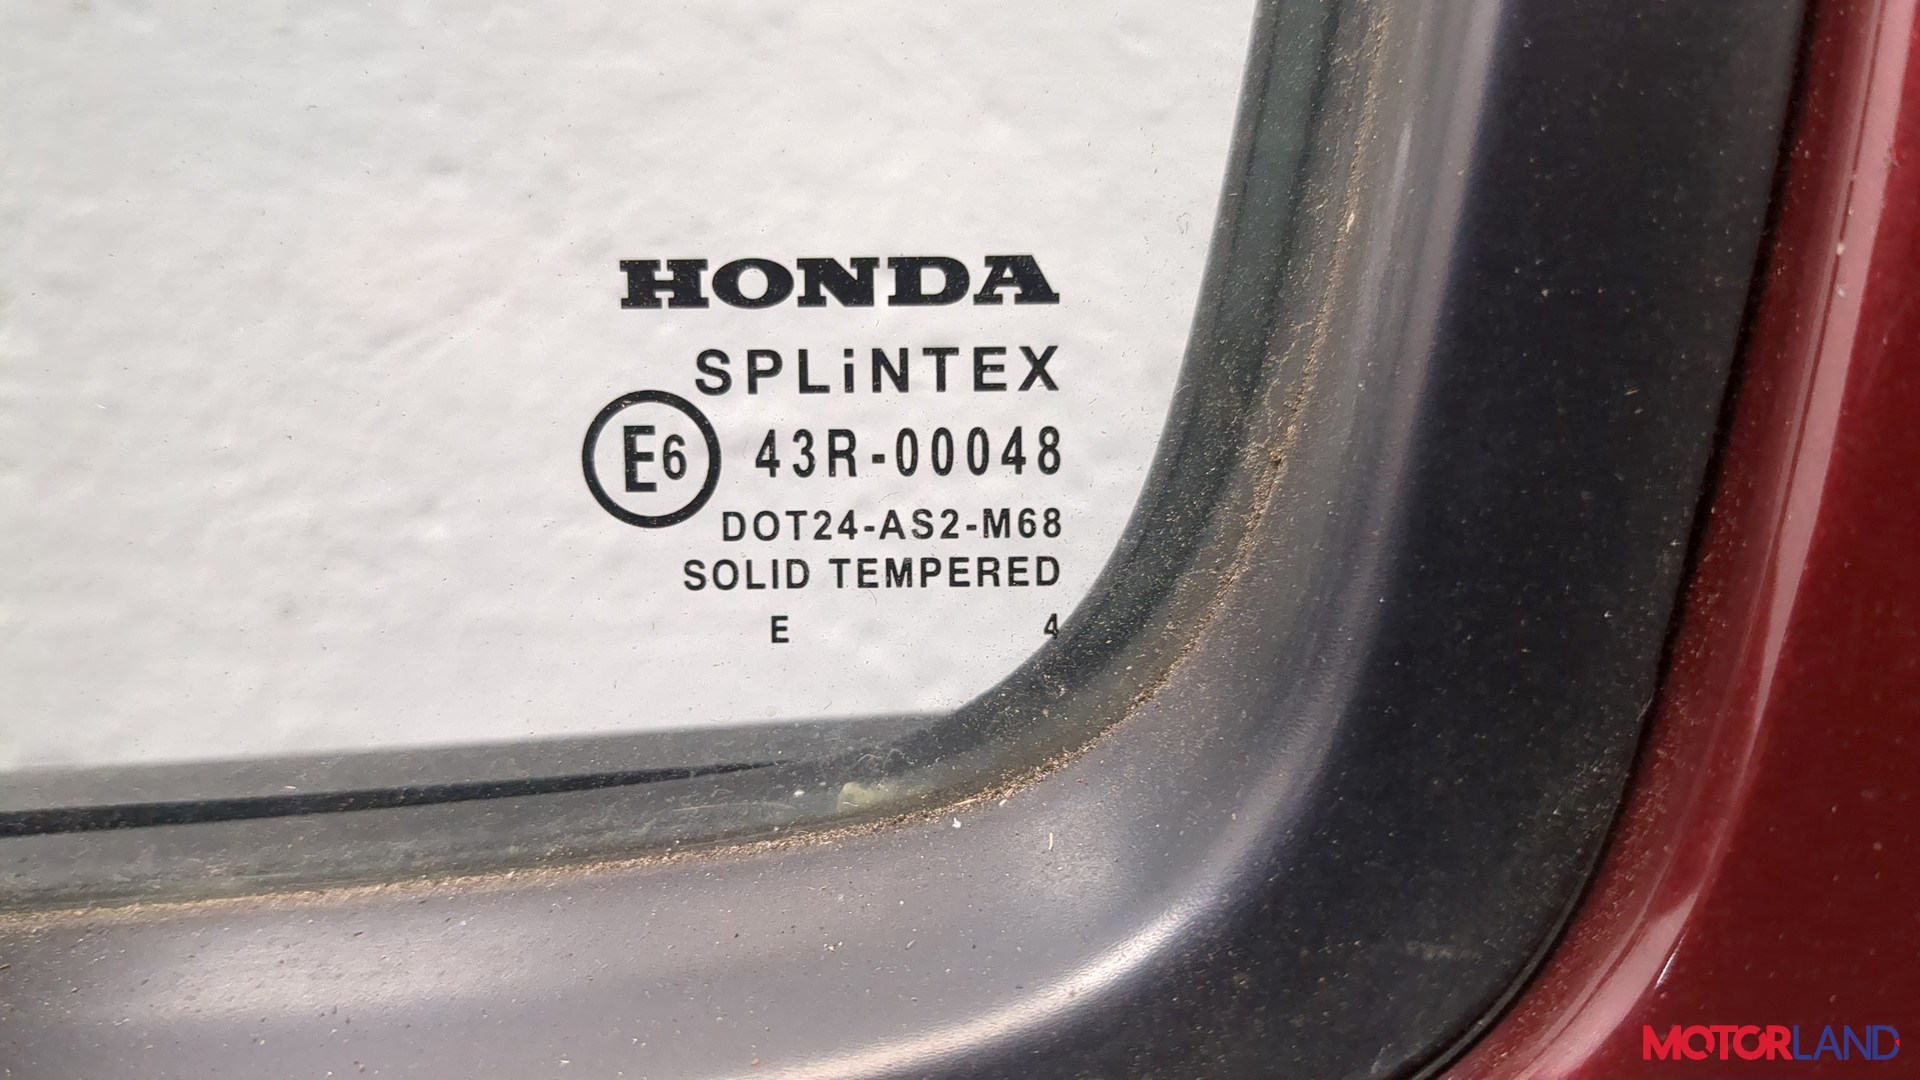 HONDA
SPLiNTEX
E6 43R-00048
DOT24-AS2-M68
SOLID TEMPERED
E 4
MOTORLAND